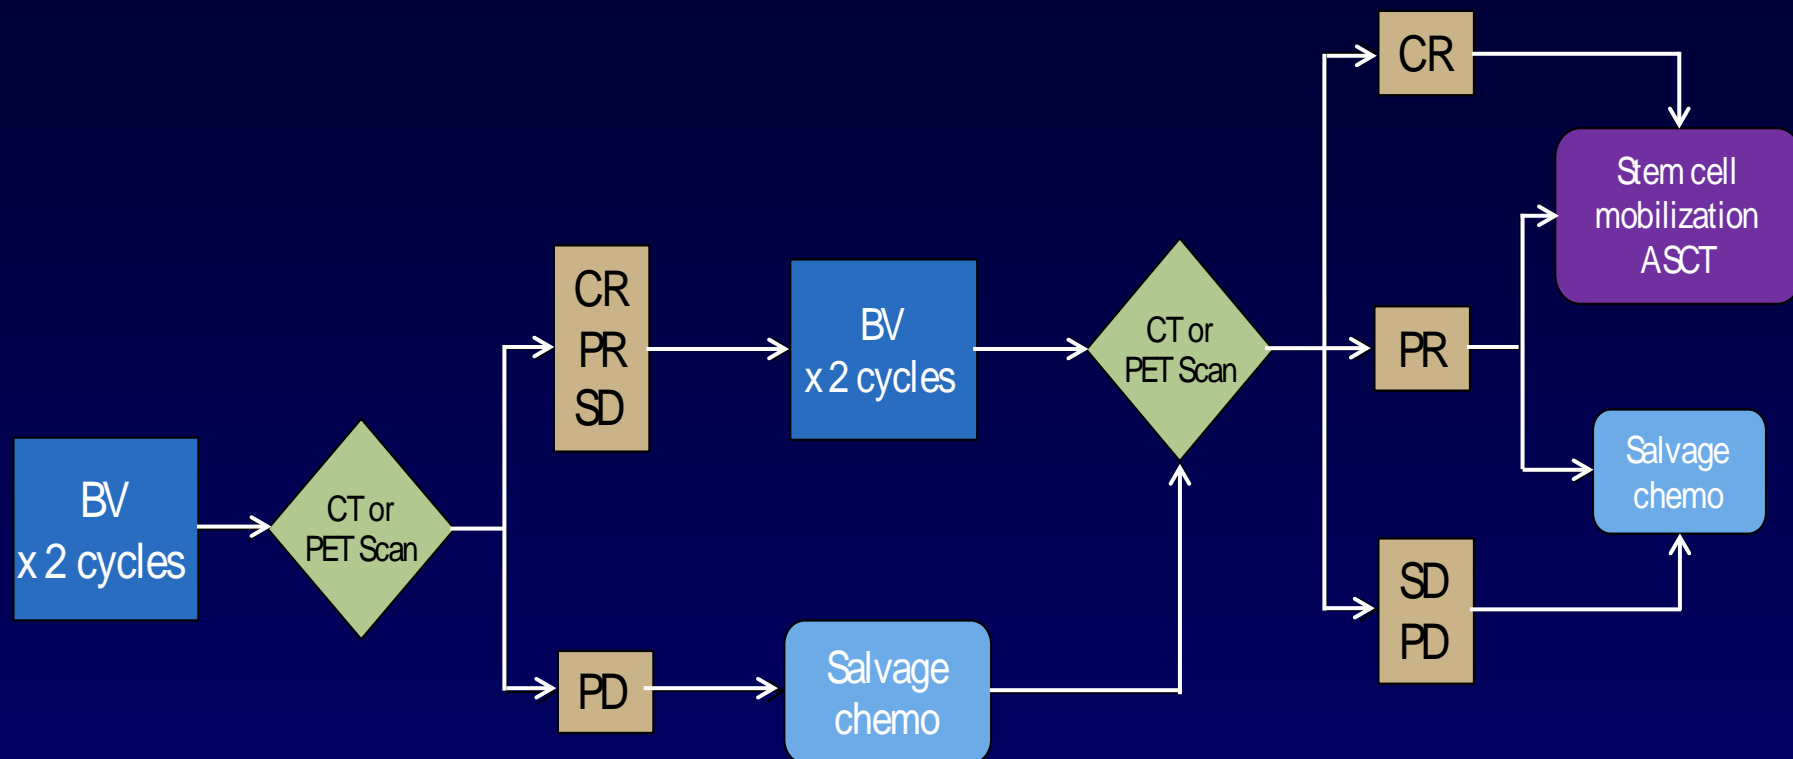 BV
x 2 cycles
CT or
PET Scan
CR
PR
SD
PD
BV
x 2 cycles
Salvage
chemo
CT or
PET Scan
CR
PR
SD
PD
Stem cell
mobilization
ASCT
Salvage
chemo